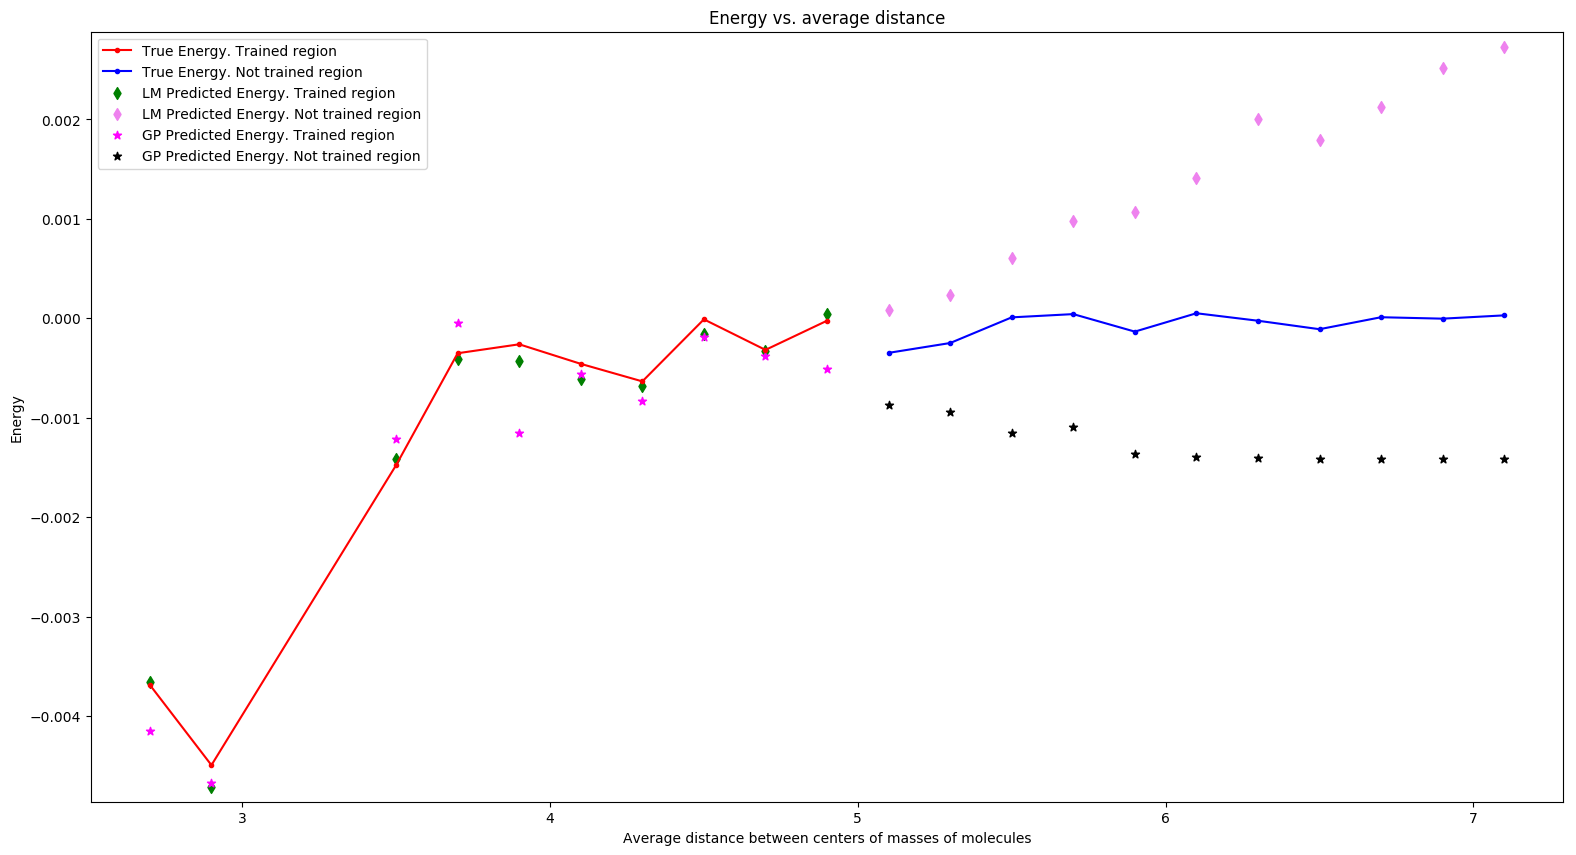 Energy vs. average distance
True Energy. Trained region
True Energy. Not trained region
LM Predicted Energy. Trained region
LM Predicted Energy. Not trained region
GP Predicted Energy. Trained region
GP Predicted Energy. Not trained region
0.002
0.001
0.000
−0.001
−0.002
−0.003
−0.004
Energy
3 4 5 6 7
Average distance between centers of masses of molecules